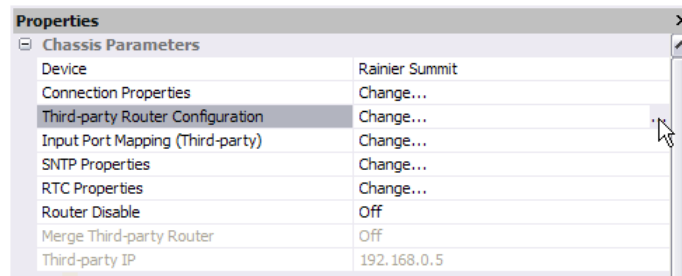 Properties
Chassis Parameters
Device Rainier Summit
Connection Properties Change...
Third-party Router Configuration Change... ...
Input Port Mapping (Third-party) Change...
SNTP Properties Change...
RTC Properties Change...
Router Disable Off
Merge Third-party Router Off
Third-party IP 192.168.0.5